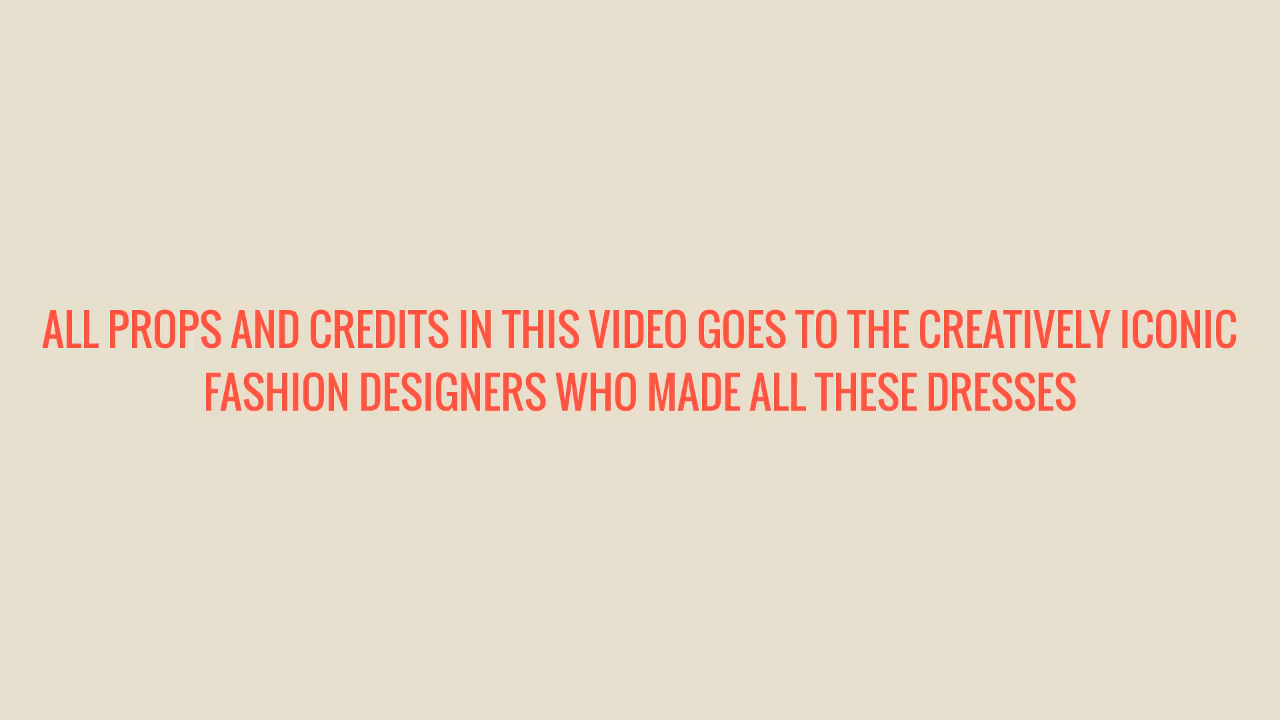 ALL PROPS AND CREDITS IN THIS VIDEO GOES TO THE CREATIVELY ICONIC
FASHION DESIGNERS WHO MADE ALL THESE DRESSES